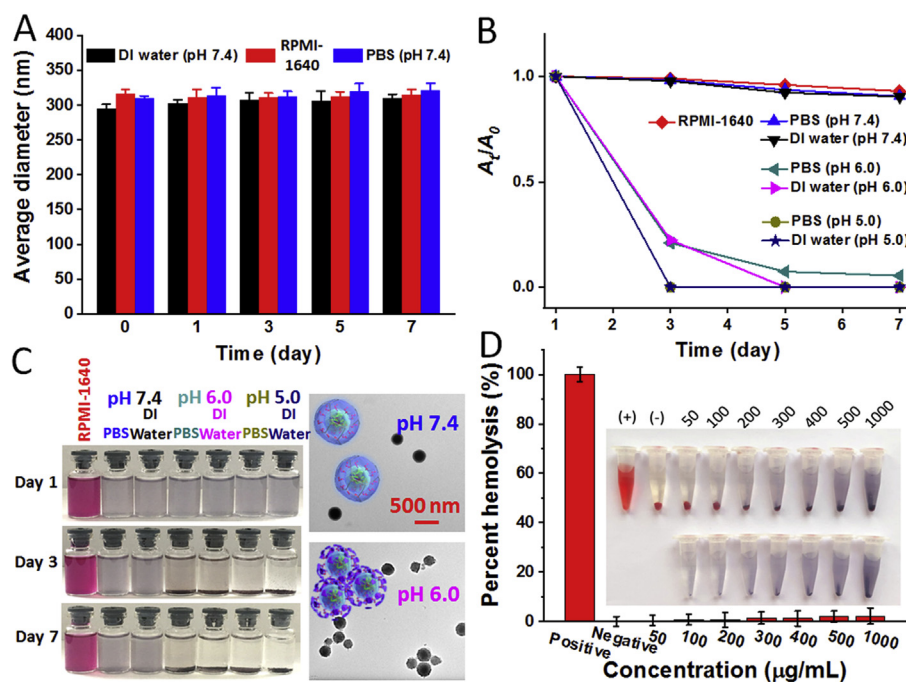 A
Average diameter (nm)
400
350
300
250
200
150
100
50
0
DI water (pH 7.4)
RPMI-
1640
PBS (pH 7.4)
0 1 3 5 7
Time (day)
B
At/A0
1.0
0.5
0.0
RPMI-1640
PBS (pH 7.4)
DI water (pH 7.4)
PBS (pH 6.0)
DI water (pH 6.0)
PBS (pH 5.0)
DI water (pH 5.0)
1 2 3 4 5 6 7
Time (day)
C
RPMI-1640
pH 7.4 pH 6.0 pH 5.0
DI DI DI
PBS Water PBS Water PBS Water
Day 1
Day 3
Day 7
pH 7.4
500 nm
pH 6.0
D
Percent hemolysis (%)
100
80
60
40
20
0
(+) (-) 50 100 200 300 400 500 1000
Positive Negative 50 100 200 300 400 500 1000
Concentration (μg/mL)